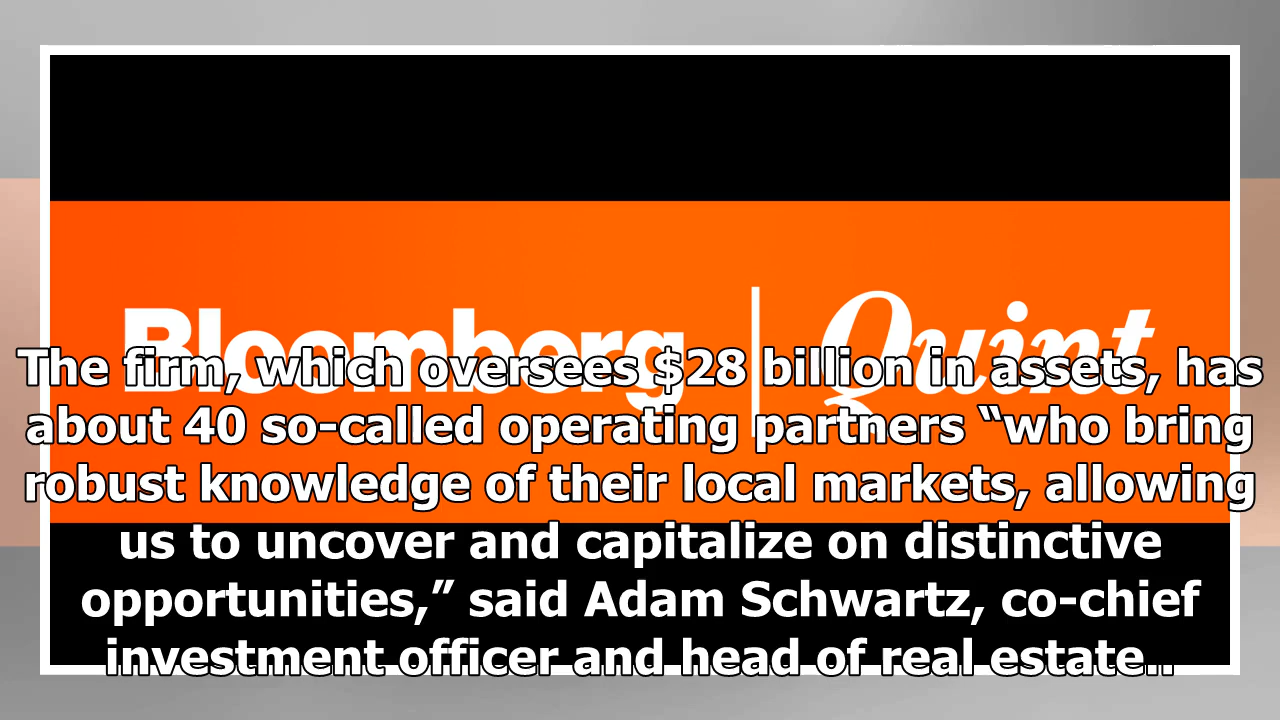 Bloomberg | Quint
The firm, which oversees $28 billion in assets, has
about 40 so-called operating partners “who bring
robust knowledge of their local markets, allowing
us to uncover and capitalize on distinctive
opportunities,” said Adam Schwartz, co-chief
investment officer and head of real estate..